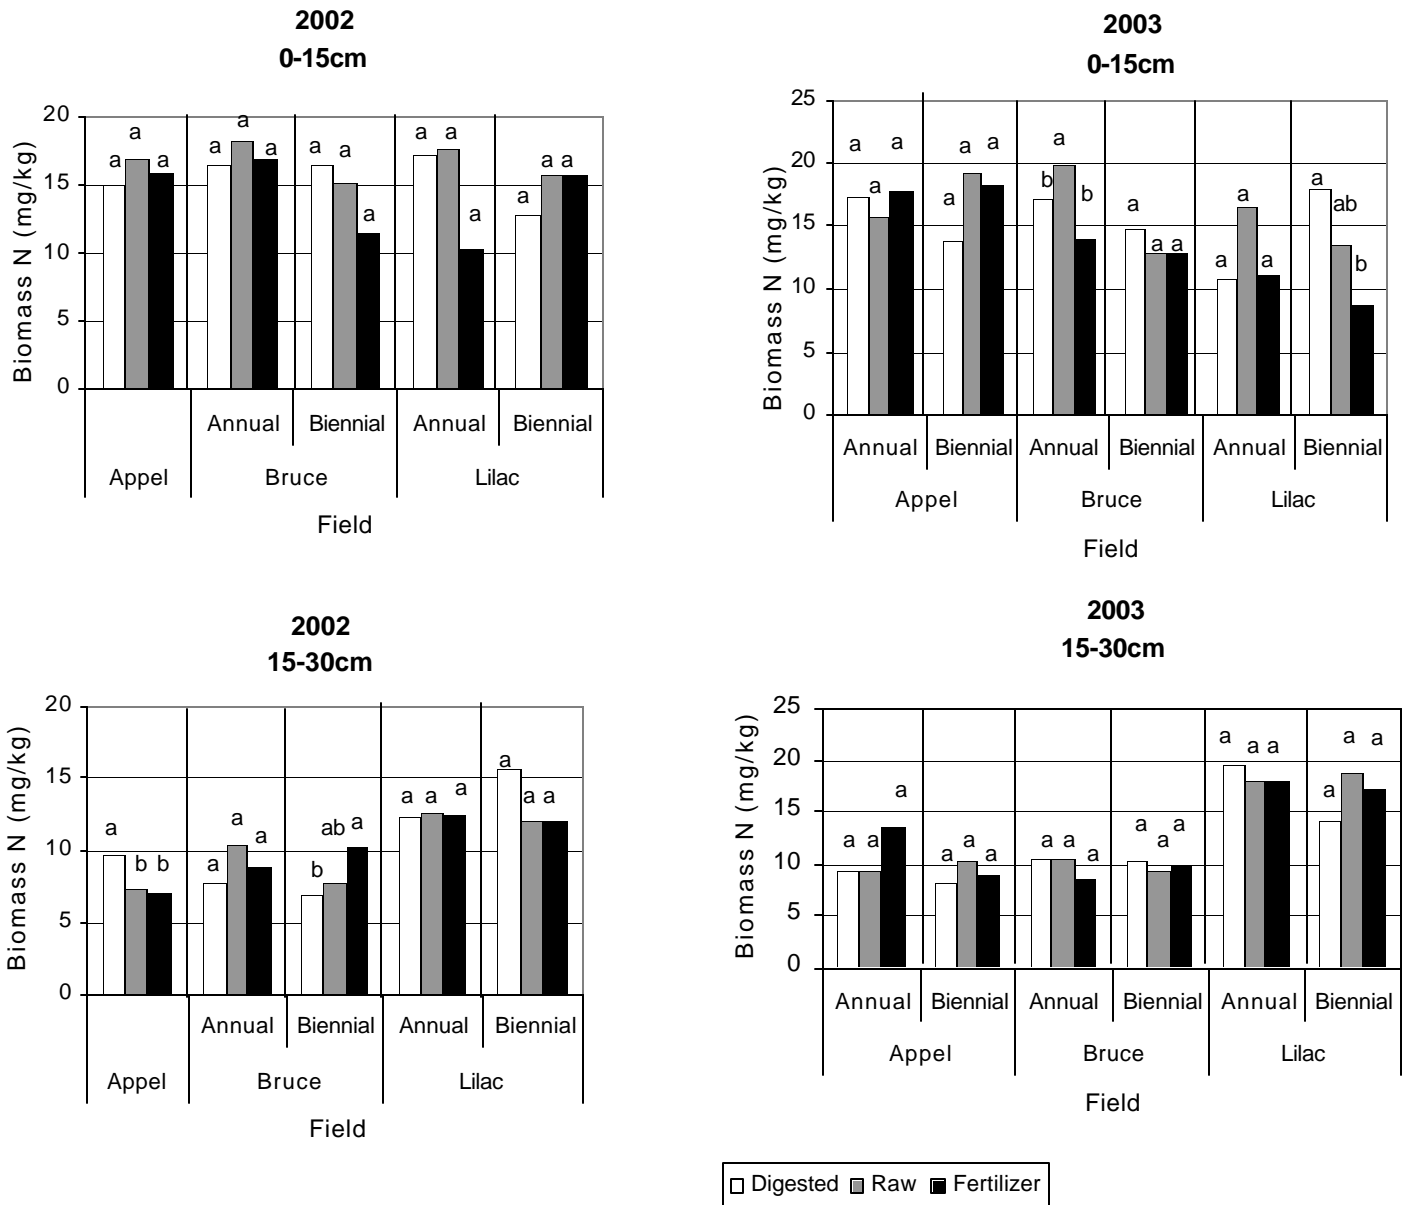 2002
0-15cm
Biomass N (mg/kg)
20
15
10
5
0
a a a a a a a a a a a a a a a
Annual Biennial Annual Biennial
Appel Bruce Lilac
Field
2003
0-15cm
Biomass N (mg/kg)
25
20
15
10
5
0
a a a a a a b a b a a a a a a a ab b
Annual Biennial Annual Biennial Annual Biennial
Appel Bruce Lilac
Field
2002
15-30cm
Biomass N (mg/kg)
20
15
10
5
0
a b b a a a b ab a a a a a a a
Annual Biennial Annual Biennial
Appel Bruce Lilac
Field
2003
15-30cm
Biomass N (mg/kg)
25
20
15
10
5
0
a a a a a a a a a a a a a a a a a a
Annual Biennial Annual Biennial Annual Biennial
Appel Bruce Lilac
Field
Digested Raw Fertilizer